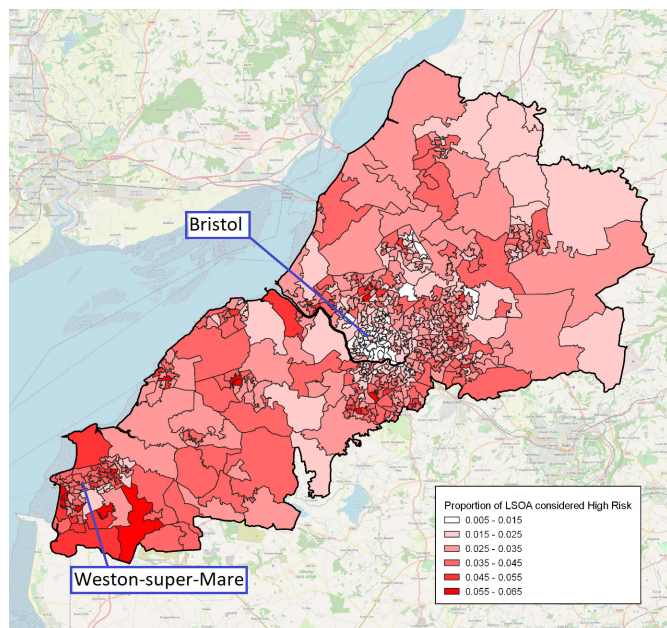 Bristol
Weston-super-Mare
Proportion of LSOA considered High Risk
0.005 - 0.015
0.015 - 0.025
0.025 - 0.035
0.035 - 0.045
0.045 - 0.055
0.055 - 0.065